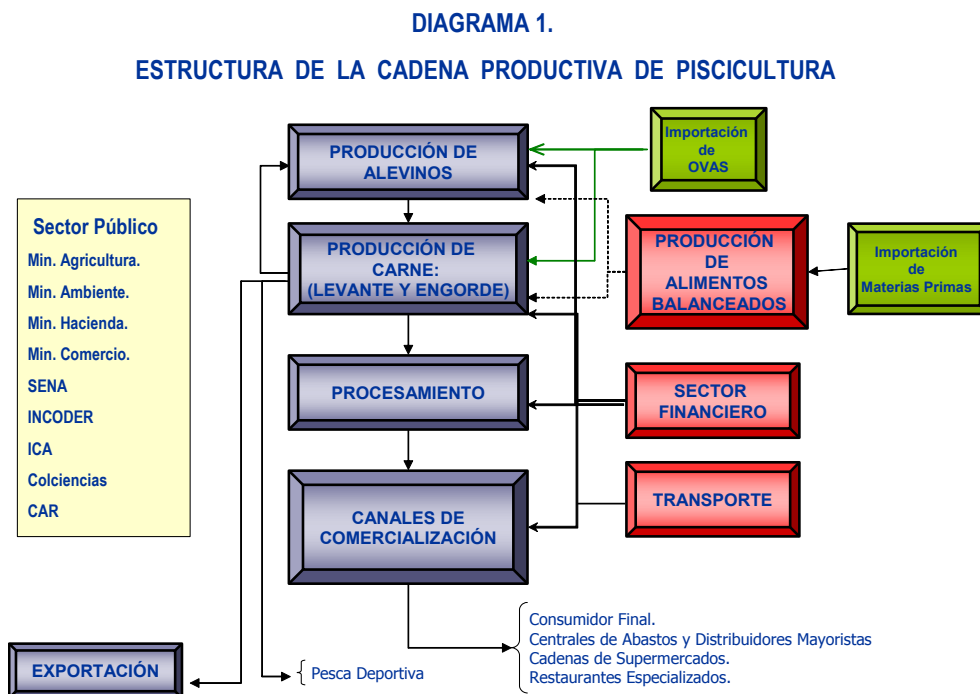 DIAGRAMA 1.
ESTRUCTURA DE LA CADENA PRODUCTIVA DE PISCICULTURA
PRODUCCIÓN DE
ALEVINOS
Importación
de
OVAS
Sector Público
Min. Agricultura.
Min. Ambiente.
Min. Hacienda.
Min. Comercio.
SENA
INCODER
ICA
Colciencias
CAR
PRODUCCIÓN DE
CARNE:
(LEVANTE Y ENGORDE)
PRODUCCIÓN
DE
ALIMENTOS
BALANCEADOS
Importación
de
Materias Primas
PROCESAMIENTO
SECTOR
FINANCIERO
CANALES DE
COMERCIALIZACIÓN
TRANSPORTE
EXPORTACIÓN
Pesca Deportiva
Consumidor Final.
Centrales de Abastos y Distribuidores Mayoristas
Cadenas de Supermercados.
Restaurantes Especializados.